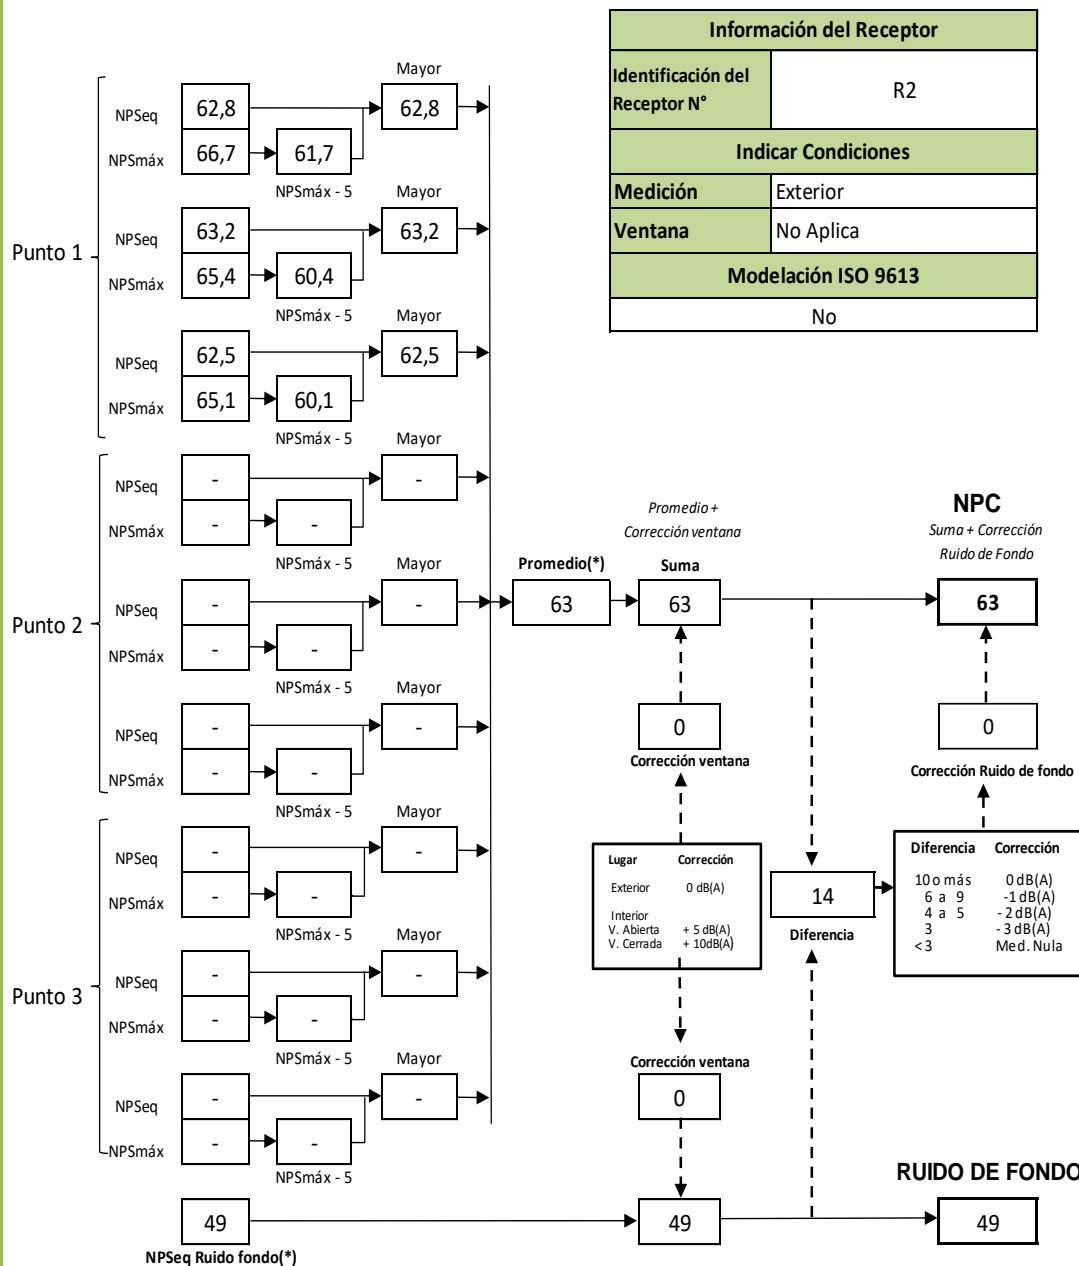 Información del Receptor
Identificación del
Receptor N°
R2
Indicar Condiciones
Medición
Exterior
Ventana
No Aplica
Modelación ISO 9613
No
Punto 1
Mayor
NPSeq
62,8
62,8
NPSmáx
66,7
61,7
NPSmáx - 5
Mayor
NPSeq
63,2
63,2
NPSmáx
65,4
60,4
NPSmáx - 5
Mayor
NPSeq
62,5
62,5
NPSmáx
65,1
60,1
NPSmáx - 5
Punto 2
Mayor
NPSeq
-
-
NPSmáx
-
-
NPSmáx - 5
Mayor
NPSeq
-
-
NPSmáx
-
-
NPSmáx - 5
Mayor
NPSeq
-
-
NPSmáx
-
-
NPSmáx - 5
Punto 3
Mayor
NPSeq
-
-
NPSmáx
-
-
NPSmáx - 5
Mayor
NPSeq
-
-
NPSmáx
-
-
NPSmáx - 5
Mayor
NPSeq
-
-
NPSmáx
-
-
NPSmáx - 5
Promedio(*)
63
Promedio +
Corrección ventana
Suma
63
0
Corrección ventana
NPC
Suma + Corrección
Ruido de Fondo
63
0
Corrección Ruido de fondo
Lugar Corrección
Exterior 0 dB(A)
Interior
V. Abierta + 5 dB(A)
V. Cerrada + 10dB(A)
14
Diferencia
Diferencia Corrección
10 o más 0 dB(A)
6 a 9 -1 dB(A)
4 a 5 - 2 dB(A)
3 - 3 dB(A)
< 3 Med. Nula
Corrección ventana
0
RUIDO DE FONDO
49
49
49
NPSeq Ruido fondo(*)